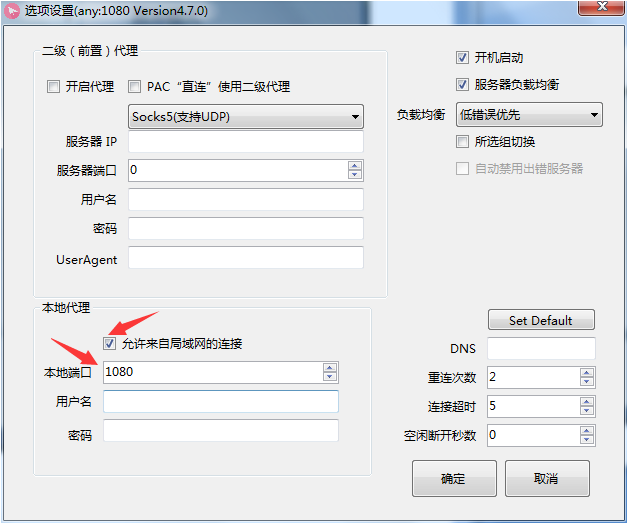 选项设置(any:1080 Version4.7.0)
二级（前置）代理
开启代理
PAC“直连”使用二级代理
Socks5(支持UDP)
服务器 IP
服务器端口
0
用户名
密码
UserAgent
开机启动
服务器负载均衡
负载均衡
低错误优先
所选组切换
自动禁用出错服务器
本地代理
允许来自局域网的连接
本地端口
1080
用户名
密码
Set Default
DNS
重连次数
2
连接超时
5
空闲断开秒数
0
确定
取消